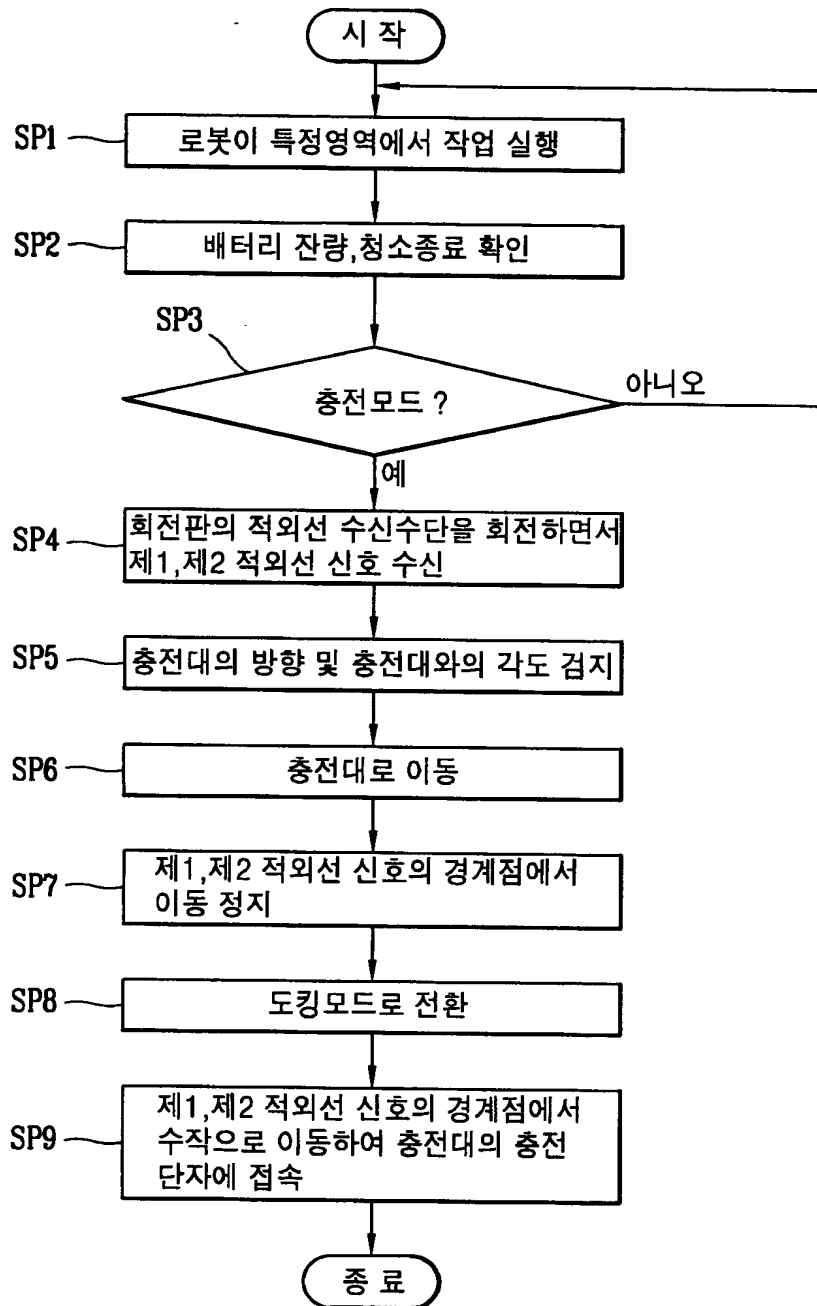 시 작
SP1
로봇이 특정영역에서 작업 실행
SP2
배터리 잔량,청소종료 확인
SP3
충전모드 ?
아니오
예
SP4
회전판의 적외선 수신수단을 회전하면서
제1,제2 적외선 신호 수신
SP5
충전대의 방향 및 충전대와의 각도 검지
SP6
충전대로 이동
SP7
제1,제2 적외선 신호의 경계점에서
이동 정지
SP8
도킹모드로 전환
SP9
제1,제2 적외선 신호의 경계점에서
수작으로 이동하여 충전대의 충전
단자에 접속
종 료